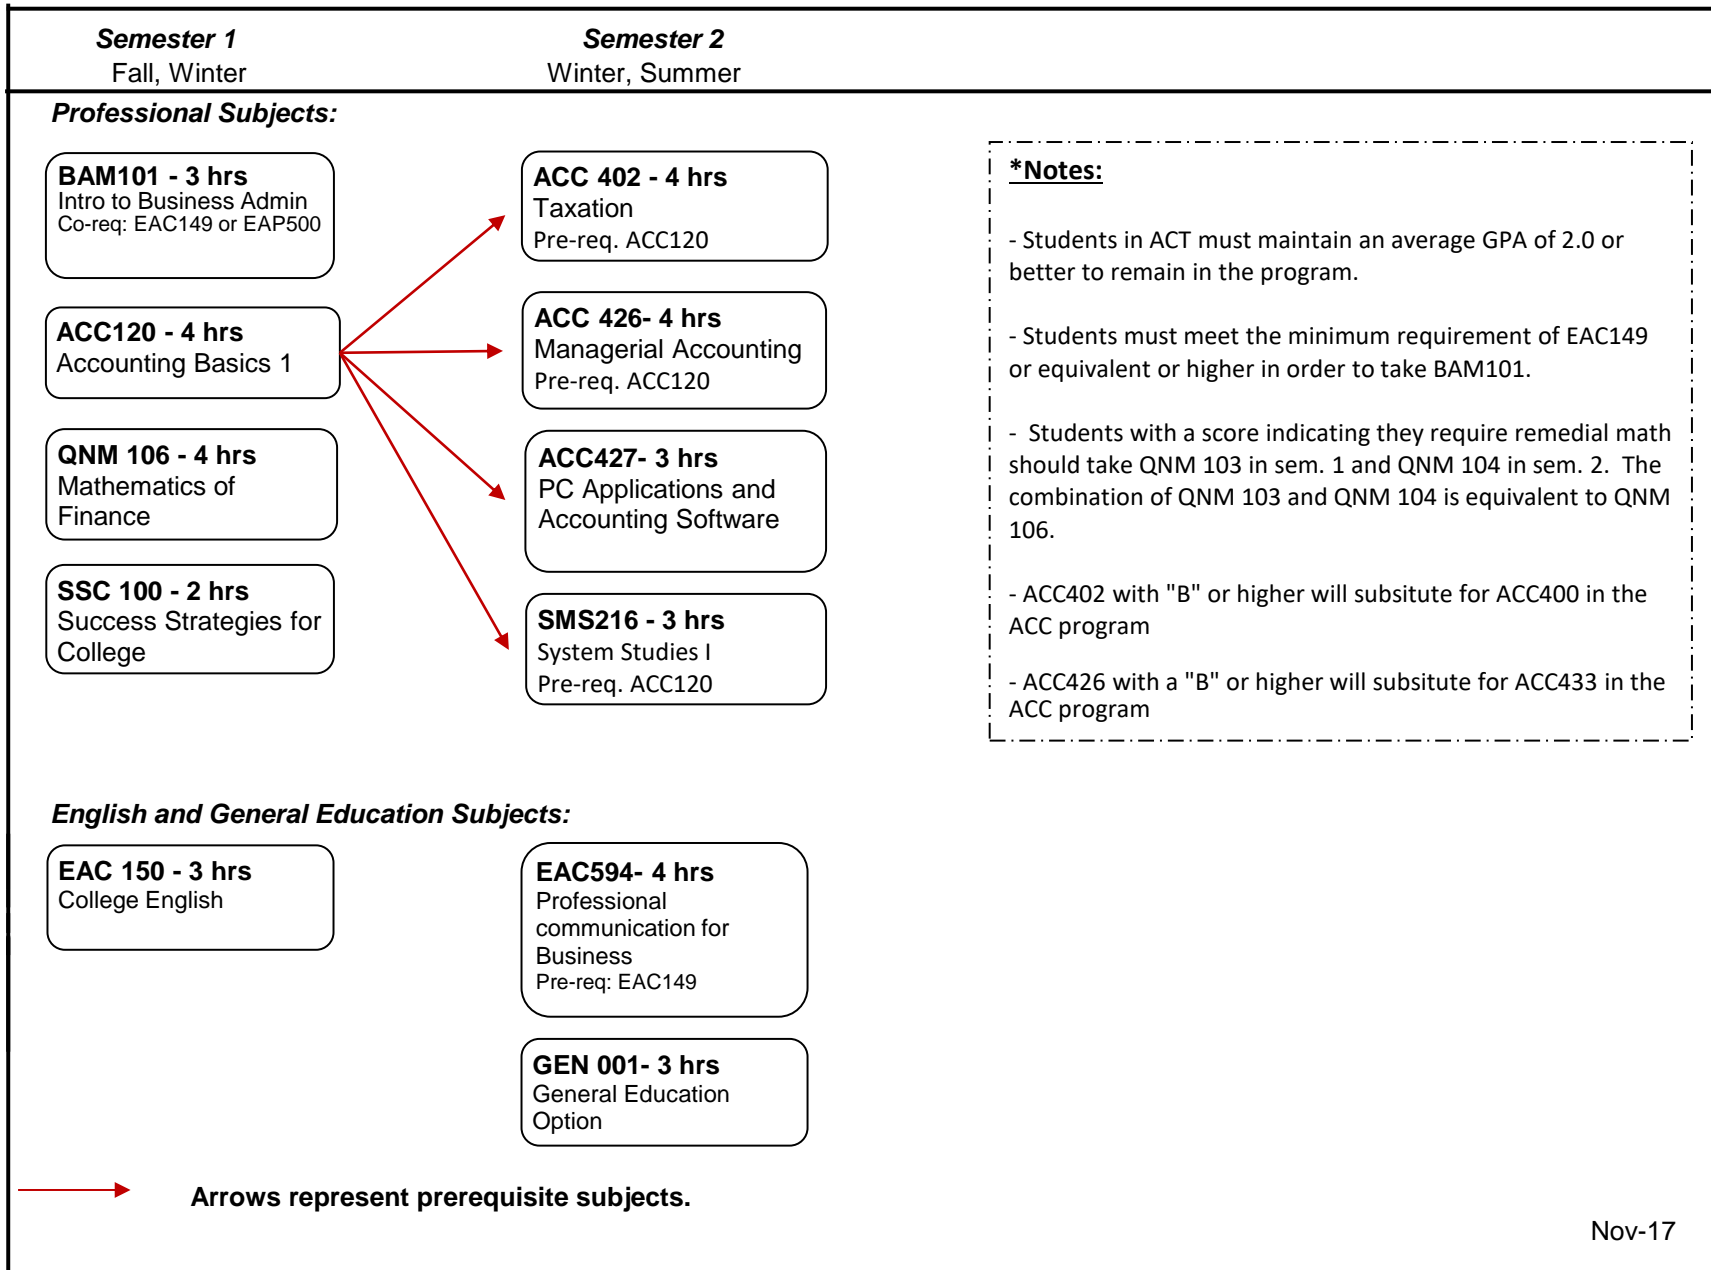 Semester 1
Semester 2
Fall, Winter
Winter, Summer
Professional Subjects:
BAM101 - 3 hrs
Intro to Business Admin
Co-req: EAC149 or EAP500
ACC120 - 4 hrs
Accounting Basics 1
QNM 106 - 4 hrs
Mathematics of
Finance
SSC 100 - 2 hrs
Success Strategies for
College
ACC 402 - 4 hrs
Taxation
Pre-req. ACC120
ACC 426- 4 hrs
Managerial Accounting
Pre-req. ACC120
ACC427- 3 hrs
PC Applications and
Accounting Software
SMS216 - 3 hrs
System Studies I
Pre-req. ACC120
*Notes:
- Students in ACT must maintain an average GPA of 2.0 or
better to remain in the program.
- Students must meet the minimum requirement of EAC149
or equivalent or higher in order to take BAM101.
- Students with a score indicating they require remedial math
should take QNM 103 in sem. 1 and QNM 104 in sem. 2. The
combination of QNM 103 and QNM 104 is equivalent to QNM
106.
- ACC402 with "B" or higher will subsitute for ACC400 in the
ACC program
- ACC426 with a "B" or higher will subsitute for ACC433 in the
ACC program
English and General Education Subjects:
EAC 150 - 3 hrs
College English
EAC594- 4 hrs
Professional
communication for
Business
Pre-req: EAC149
GEN 001- 3 hrs
General Education
Option
Arrows represent prerequisite subjects.
Nov-17